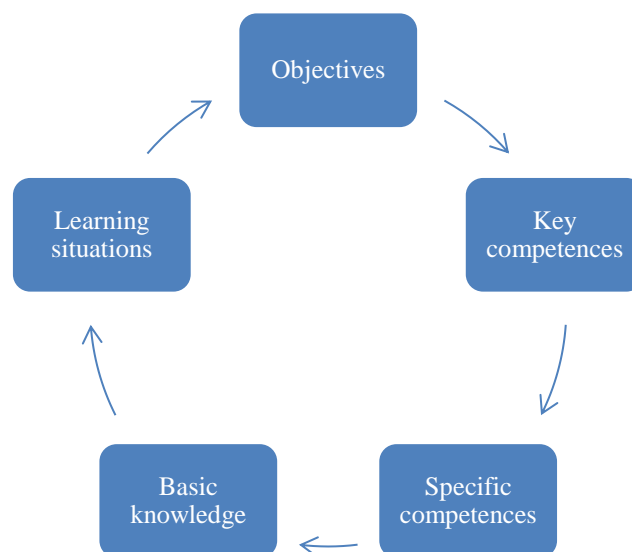 Objectives
Key
competences
Specific
competences
Basic
knowledge
Learning
situations